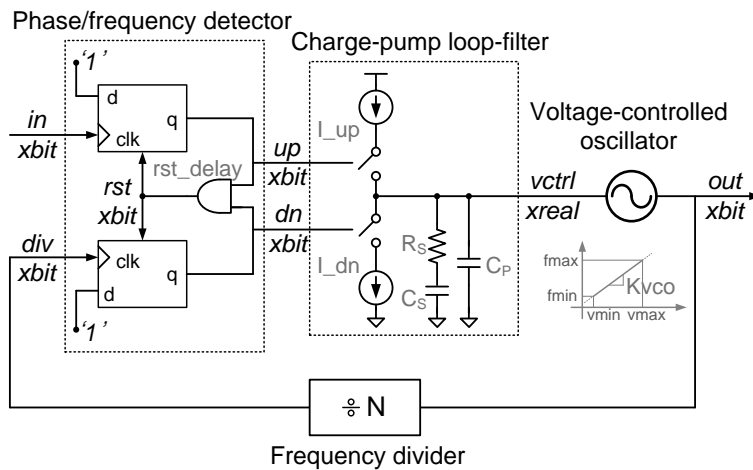 Phase/frequency detector
Charge-pump loop-filter
Voltage-controlled
oscillator
‘1’
d
q
clk
in
xbit
rst_delay
rst
xbit
I_up
up
xbit
dn
xbit
I_dn
vctrl
xreal
out
xbit
div
xbit
clk
q
d
‘1’
RS
CS
CP
fmax
fmin
Kvco
vmin vmax
÷ N
Frequency divider